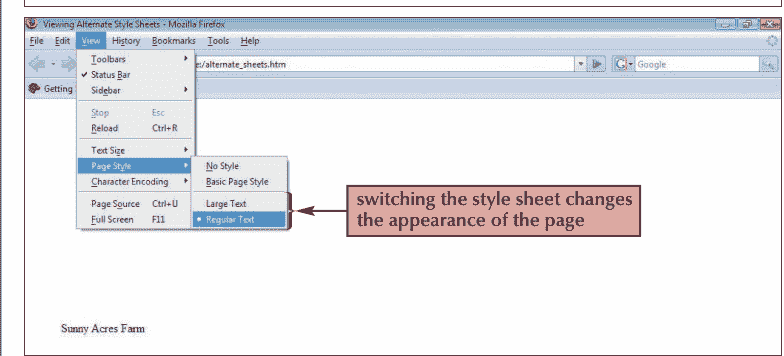 Viewing Alternate Style Sheets - Mozilla Firefox
File Edit View History Bookmarks Tools Help
Toolbars
/alternate_sheets.htm
Google
Status Bar
Getting
Sidebar
Stop Esc
Reload Ctrl+R
Text Size
Page Style
No Style
Character Encoding
Basic Page Style
Page Source Ctrl+U
Large Text
Full Screen F11
Regular Text
switching the style sheet changes
the appearance of the page
Sunny Acres Farm